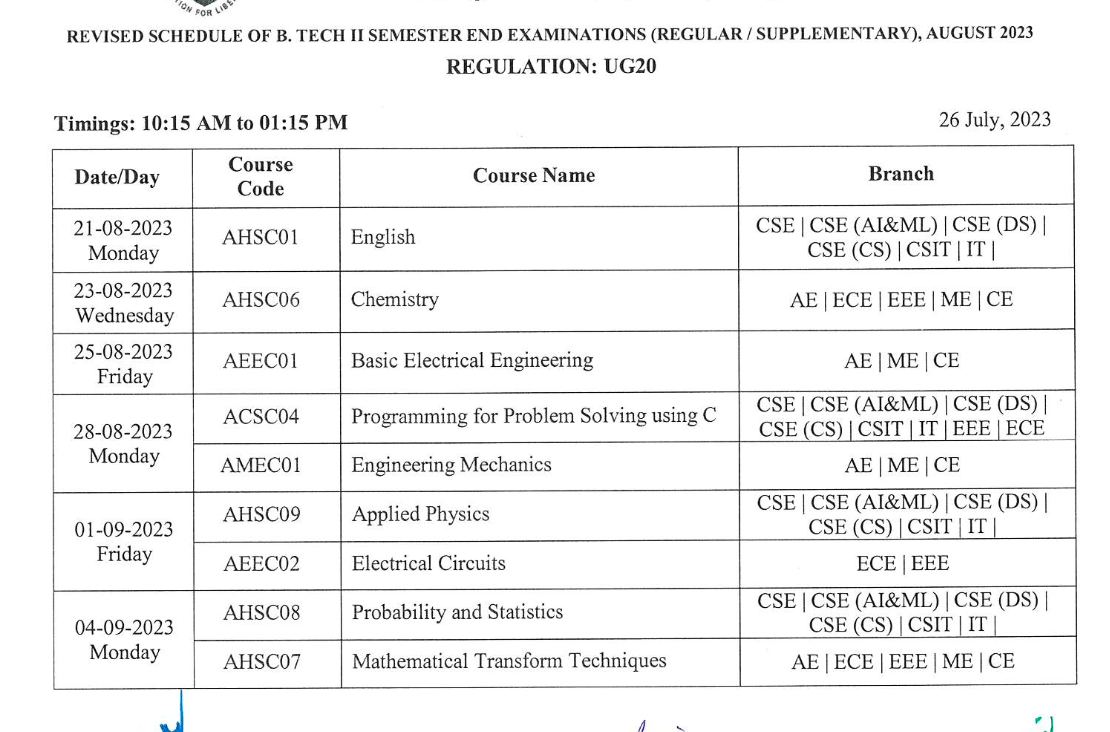 TION FOR LIBE
REVISED SCHEDULE OF B. TECH II SEMESTER END EXAMINATIONS (REGULAR / SUPPLEMENTARY), AUGUST 2023
REGULATION: UG20
Timings: 10:15 AM to 01:15 PM
26 July, 2023
Date/Day
Course
Code
Course Name
Branch
21-08-2023
Monday
AHSC01
English
CSE | CSE (AI&ML) | CSE (DS) |
CSE (CS) | CSIT | IT |
23-08-2023
Wednesday
AHSC06
Chemistry
AE | ECE | EEE | ME | CE
25-08-2023
Friday
AEEC01
Basic Electrical Engineering
AE | ME | CE
28-08-2023
Monday
ACSC04
Programming for Problem Solving using C
CSE | CSE (AI&ML) | CSE (DS) |
CSE (CS) | CSIT | IT | EEE | ECE
AMEC01
Engineering Mechanics
AE | ME | CE
01-09-2023
Friday
AHSC09
Applied Physics
CSE | CSE (AI&ML) | CSE (DS) |
CSE (CS) | CSIT | IT |
AEEC02
Electrical Circuits
ECE | EEE
04-09-2023
Monday
AHSC08
Probability and Statistics
CSE | CSE (AI&ML) | CSE (DS) |
CSE (CS) | CSIT | IT |
AHSC07
Mathematical Transform Techniques
AE | ECE | EEE | ME | CE